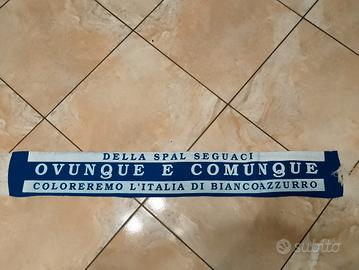 DELLA SPAL SEGUACI
OVUNQUE E COMUNQUE
COLOREREMO L'ITALIA DI BIANCOAZZURRO
subito